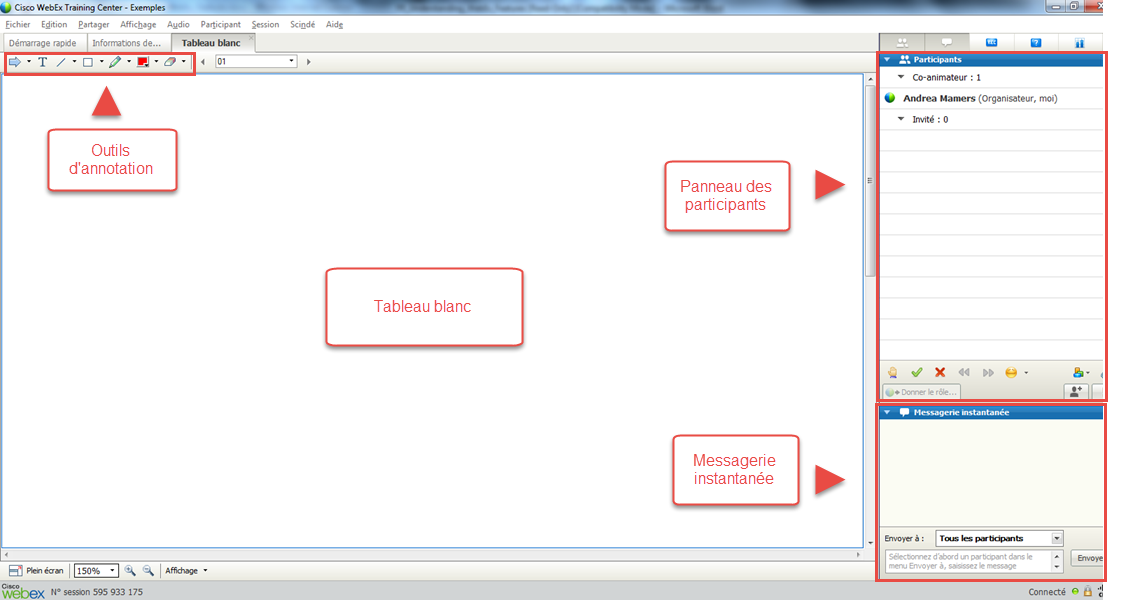 Cisco WebEx Training Center - Exemples
Fichier Edition Partager Affichage Audio Participant Session Scindé Aide
Démarrage rapide Informations de... Tableau blanc
T 01
Outils
d'annotation
Panneau des
participants
Tableau blanc
Messagerie
instantanée
REC ?
Participants
Co-animateur : 1
Andrea Mamers (Organisateur, moi)
Invité : 0
Donner le rôle...
Messagerie instantanée
Envoyer à : Tous les participants
Sélectionnez d'abord un participant dans le
menu Envoyer à, saisissez le message
Envoye
Plein écran 150% Affichage
Cisco
webex N° session 595 933 175 Connecté